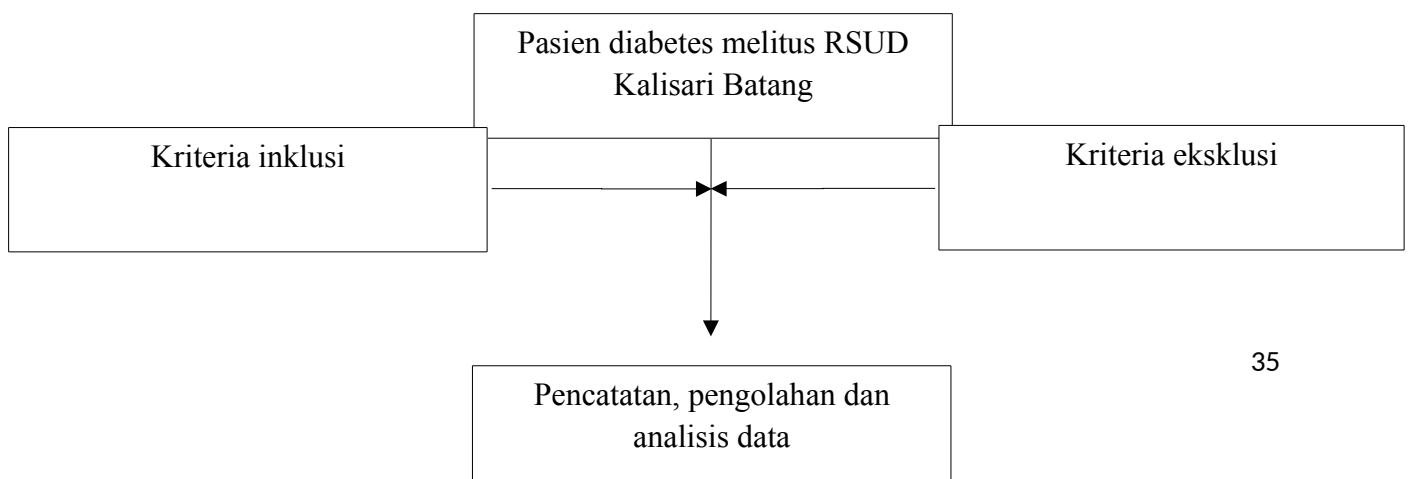 Pasien diabetes melitus RSUD
Kalisari Batang
Kriteria inklusi
Kriteria eksklusi
35
Pencatatan, pengolahan dan
analisis data